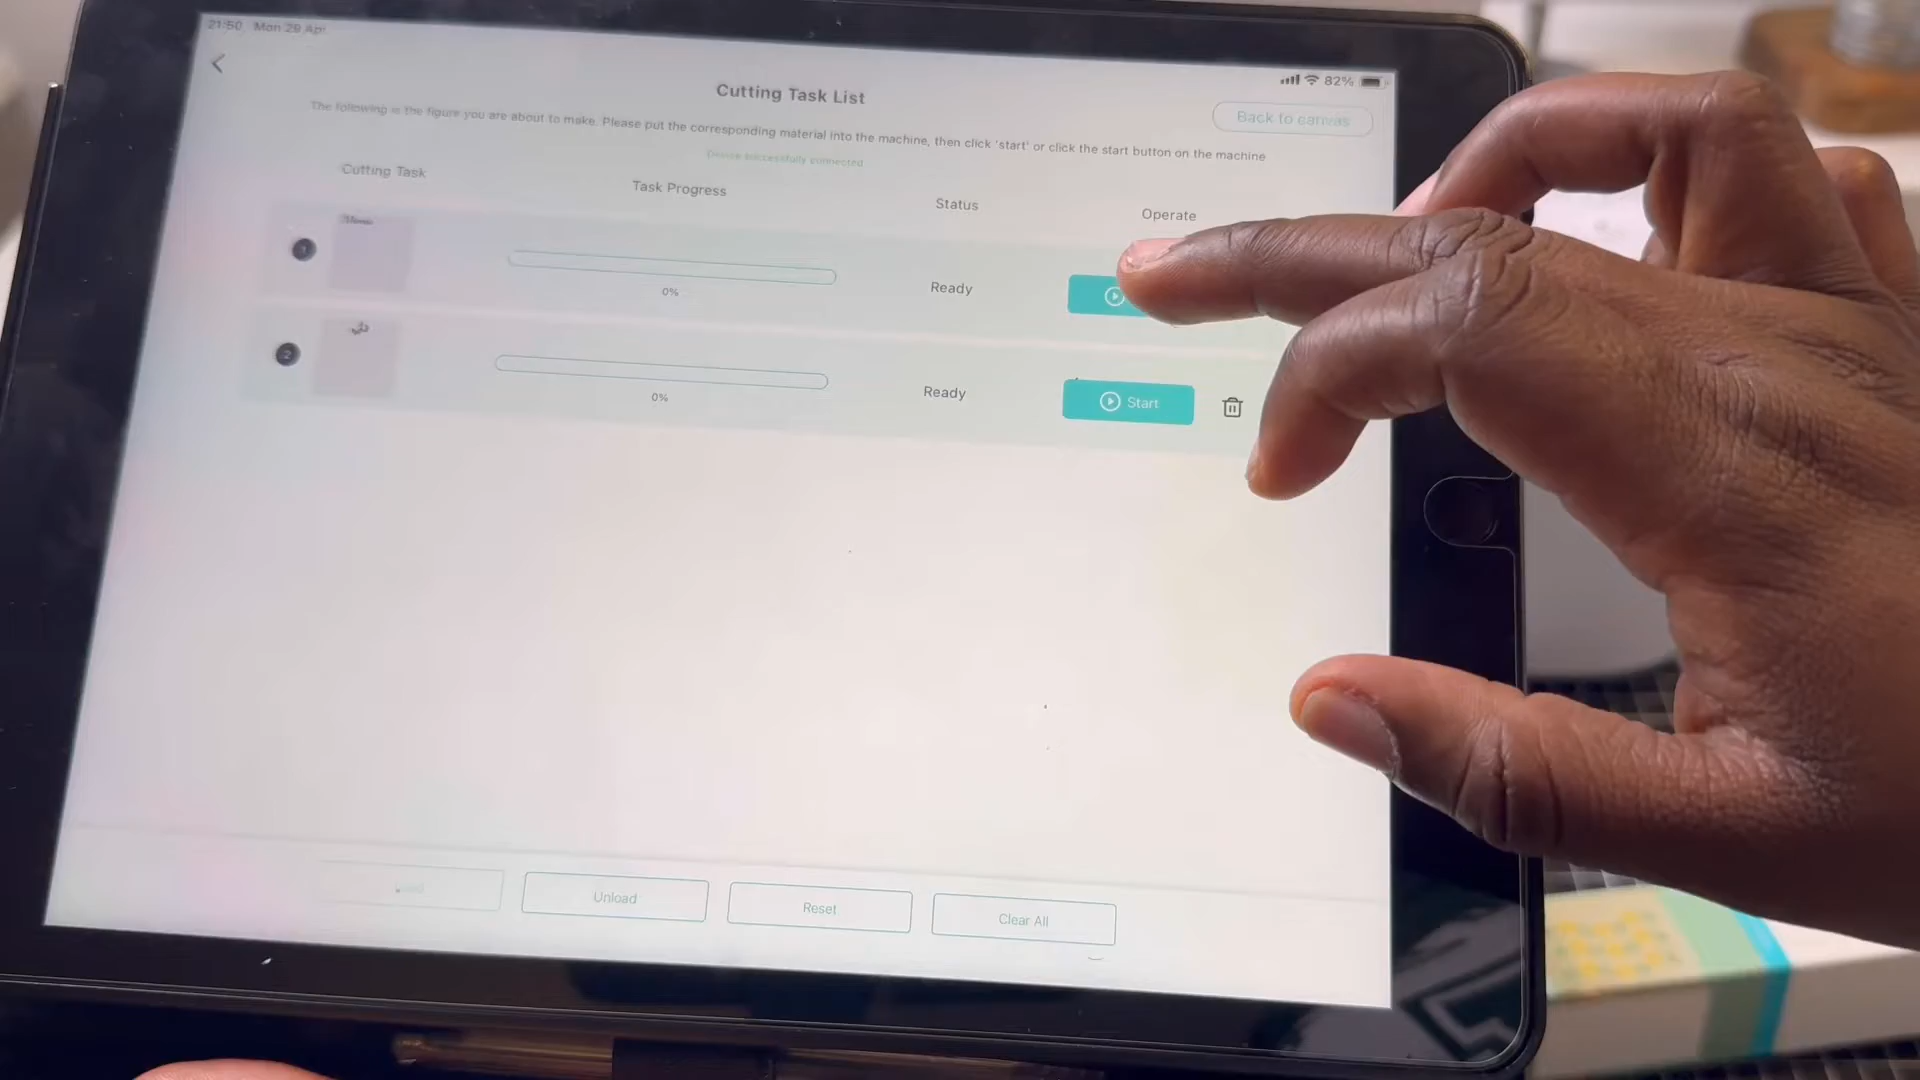 21:50 Mon 29 Apr
82%
Cutting Task List
Back to canvas
The following is the figure you are about to make. Please put the corresponding material into the machine, then click 'start' or click the start button on the machine
Device successfully connected
Cutting Task
Task Progress
Status
Operate
1
0%
Ready
2
0%
Ready
Start
Unload
Reset
Clear All